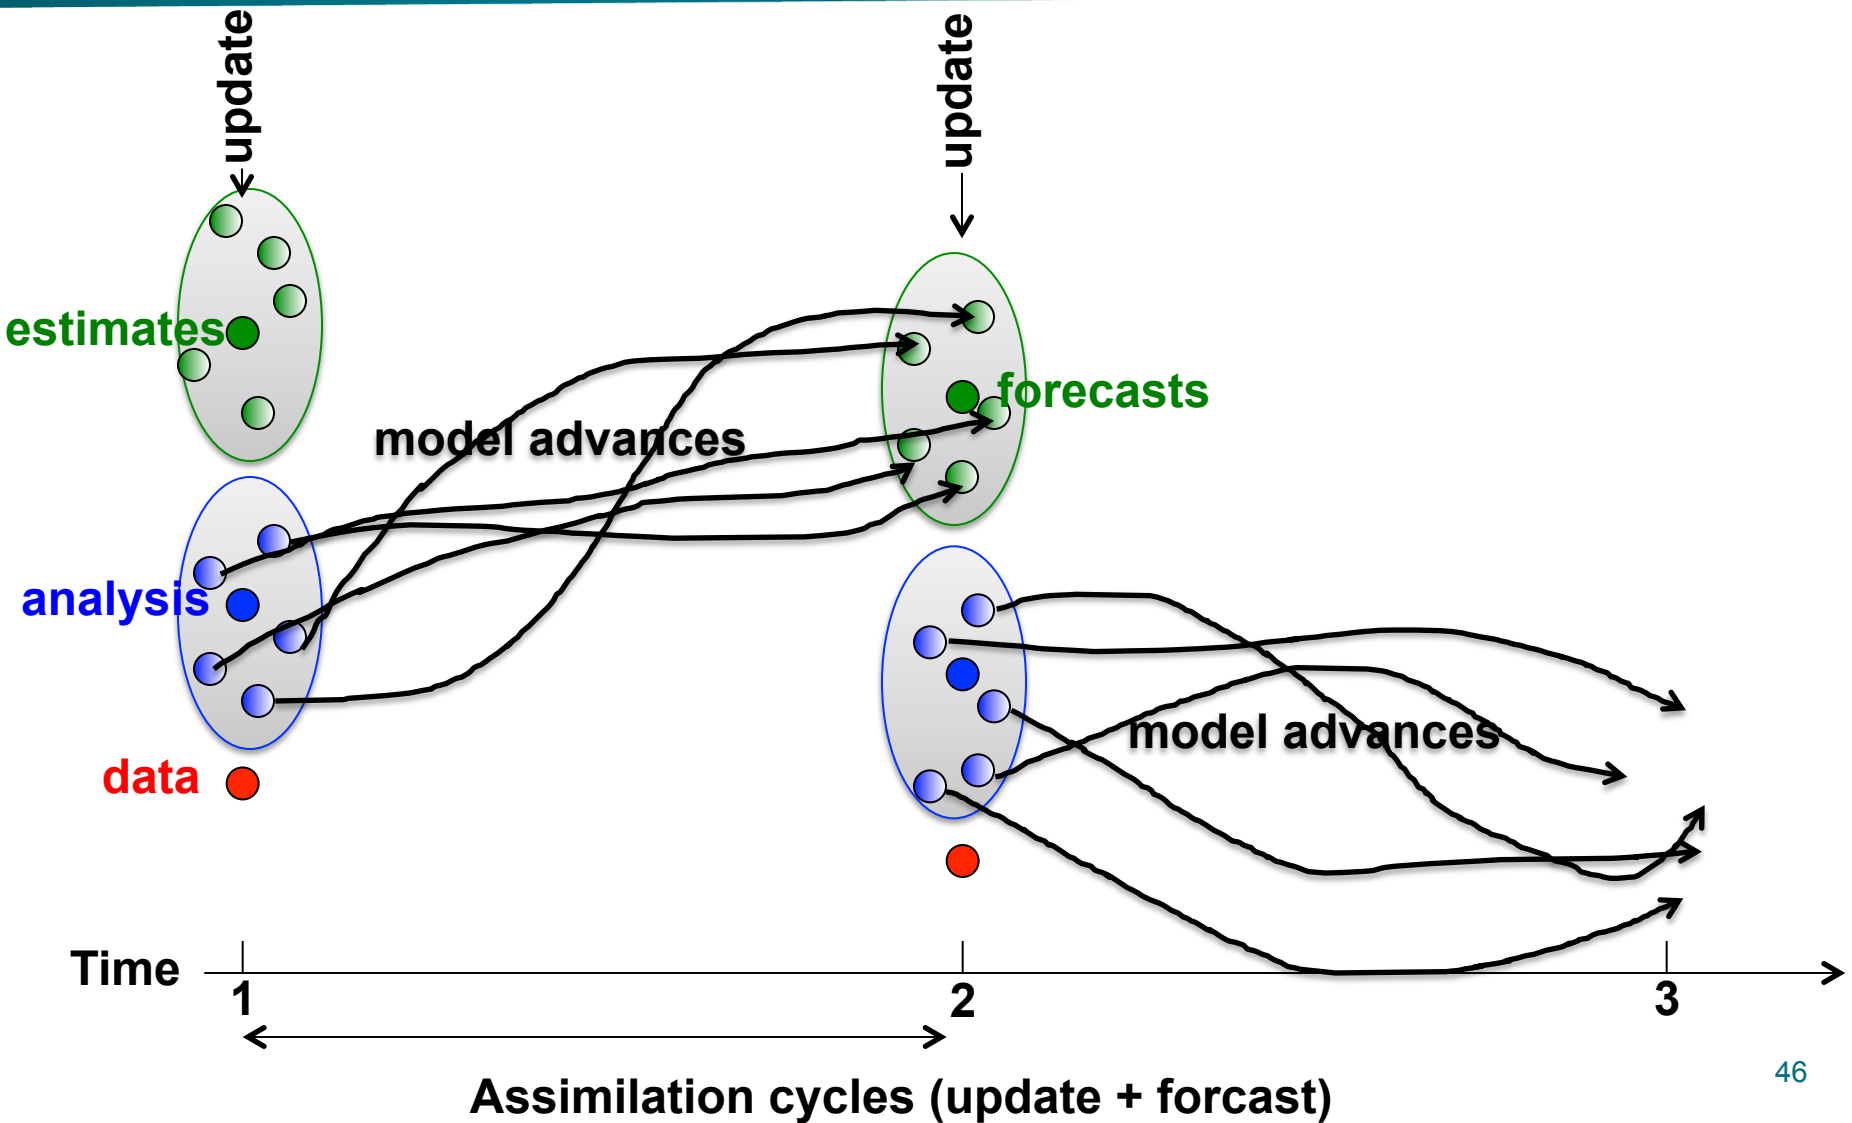 update
update
estimates
forecasts
model advances
analysis
model advances
data
Time
1
2
3
46
Assimilation cycles (update + forcast)